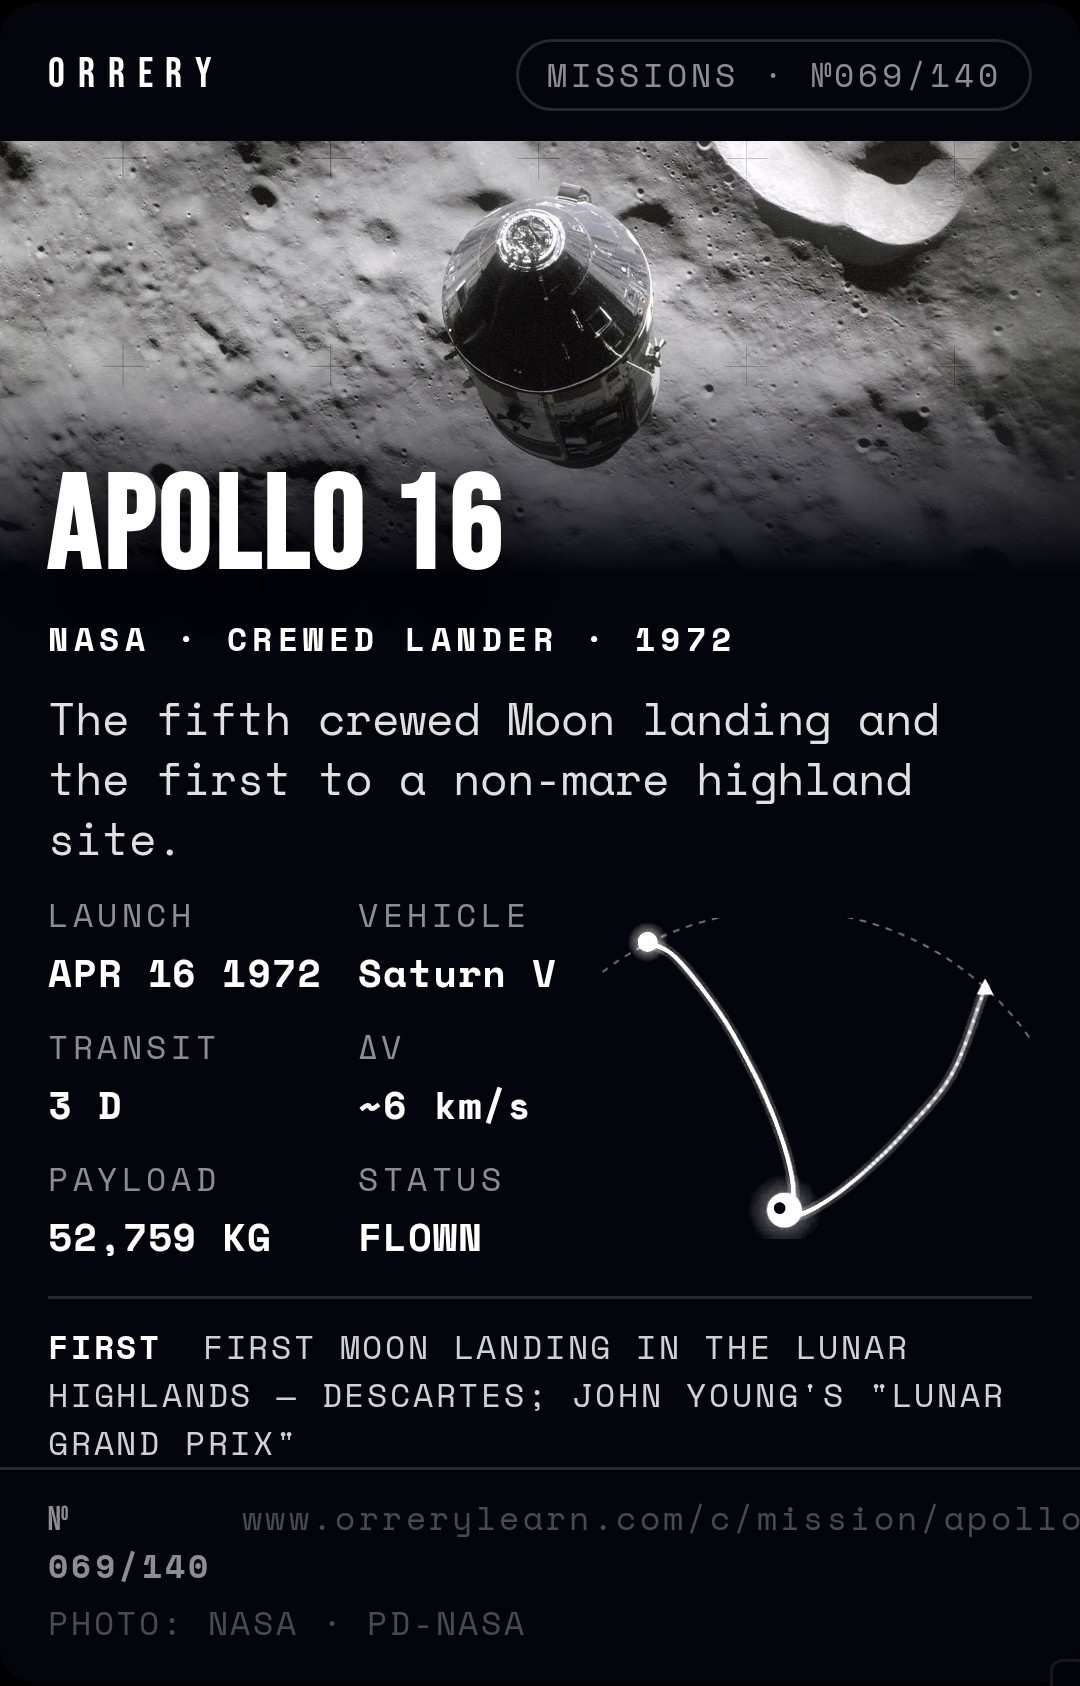 ORRERY
MISSIONS · №069/140
APOLLO 16
NASA · CREWED LANDER · 1972
The fifth crewed Moon landing and
the first to a non-mare highland
site.
LAUNCH VEHICLE
APR 16 1972 Saturn V
TRANSIT ΔV
3 D ~6 km/s
PAYLOAD STATUS
52,759 KG FLOWN
FIRST FIRST MOON LANDING IN THE LUNAR
HIGHLANDS — DESCARTES; JOHN YOUNG'S "LUNAR
GRAND PRIX"
№ www.orrerylearn.com/c/mission/apollo
069/140
PHOTO: NASA · PD-NASA